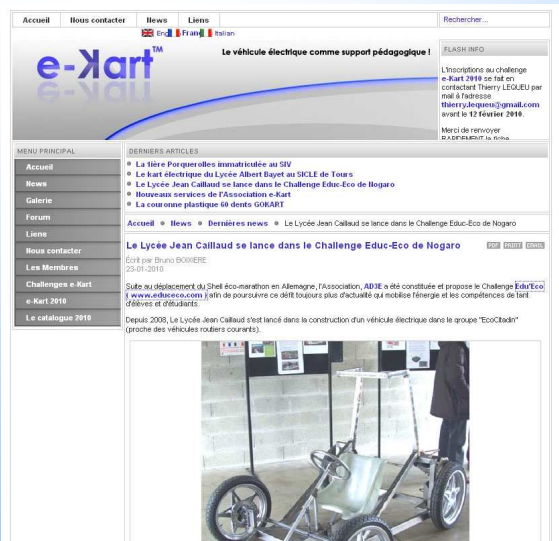 Accueil Nous contacter News Liens
Rechercher...
Engl Fran Italian
e-Kart™
Le véhicule électrique comme support pédagogique !
FLASH INFO
L'inscriptions au challenge
e-Kart 2010 se fait en
contactant Thierry LEQUEU par
mail à l'adresse
thierry.lequeu@gmail.com
avant le 12 février 2010.
Merci de renvoyer
RAPIDEMENT la fiche
MENU PRINCIPAL
Accueil
News
Galerie
Forum
Liens
Nous contacter
Les Membres
Challenges e-Kart
e-Kart 2010
Le catalogue 2010
DERNIERS ARTICLES
La 1ière Porquerolles immatriculée au SIV
Le kart électrique du Lycée Albert Bayet au SICLE de Tours
Le Lycée Jean Caillaud se lance dans le Challenge Educ-Eco de Nogaro
Nouveaux services de l'Association e-Kart
La couronne plastique 60 dents GOKART
Accueil News Dernières news Le Lycée Jean Caillaud se lance dans le Challenge Educ-Eco de Nogaro
Le Lycée Jean Caillaud se lance dans le Challenge Educ-Eco de Nogaro
PDF PRINT EMAIL
Écrit par Bruno BOIXIERE
23-01-2010
Suite au déplacement du Shell éco-marathon en Allemagne, l'Association, AD3E a été constituée et propose le Challenge Edu'Eco
( www.educeco.com ) afin de poursuivre ce défit toujours plus d'actualité qui mobilise l'énergie et les compétences de tant
d'élèves et d'étudiants.
Depuis 2008, Le Lycée Jean Caillaud s'est lancé dans la construction d'un véhicule électrique dans le groupe "EcoCitadin"
(proche des véhicules routiers courants).